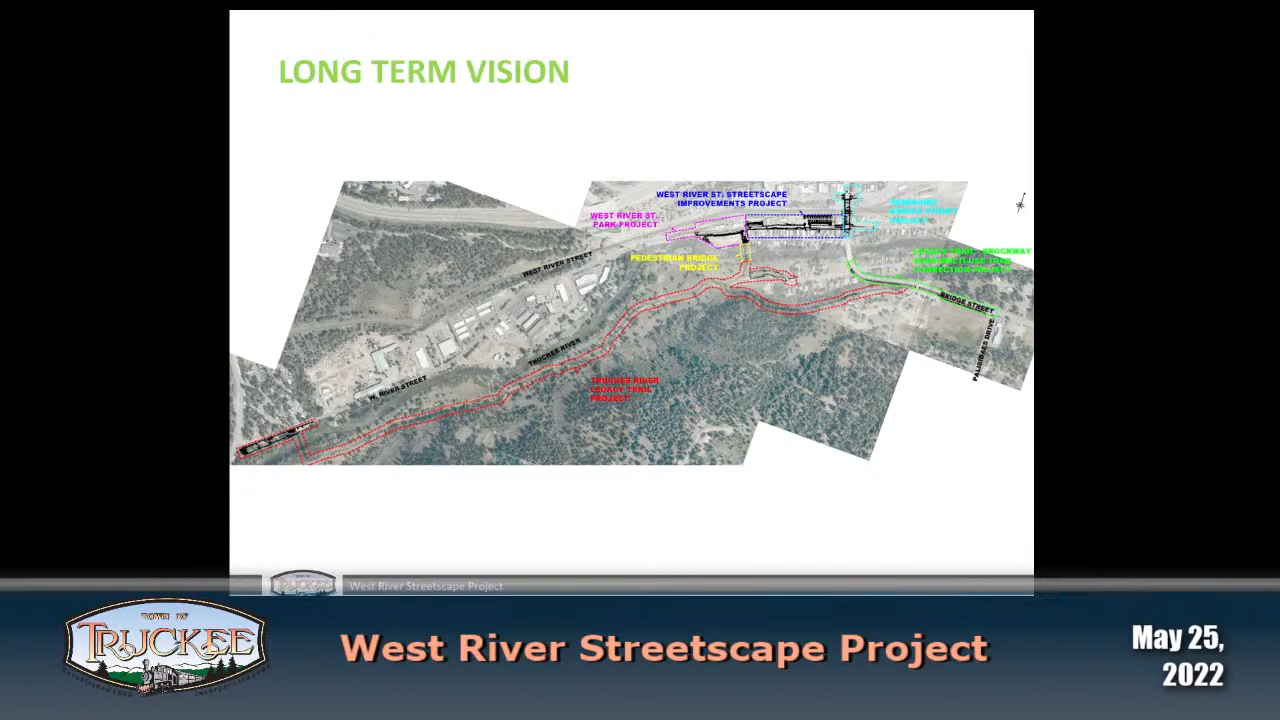 LONG TERM VISION
WEST RIVER ST. STREETSCAPE
IMPROVEMENTS PROJECT
WEST RIVER ST.
PARK PROJECT
PEDESTRIAN BRIDGE
PROJECT
WEST RIVER STREET
BRIDGE STREET
PALISADES DRIVE
TRUCKEE RIVER
W. RIVER STREET
TRUCKEE RIVER
LEGACY TRAIL
PROJECT
West River Streetscape Project
TOWN OF
TRUCKEE
West River Streetscape Project
May 25,
2022